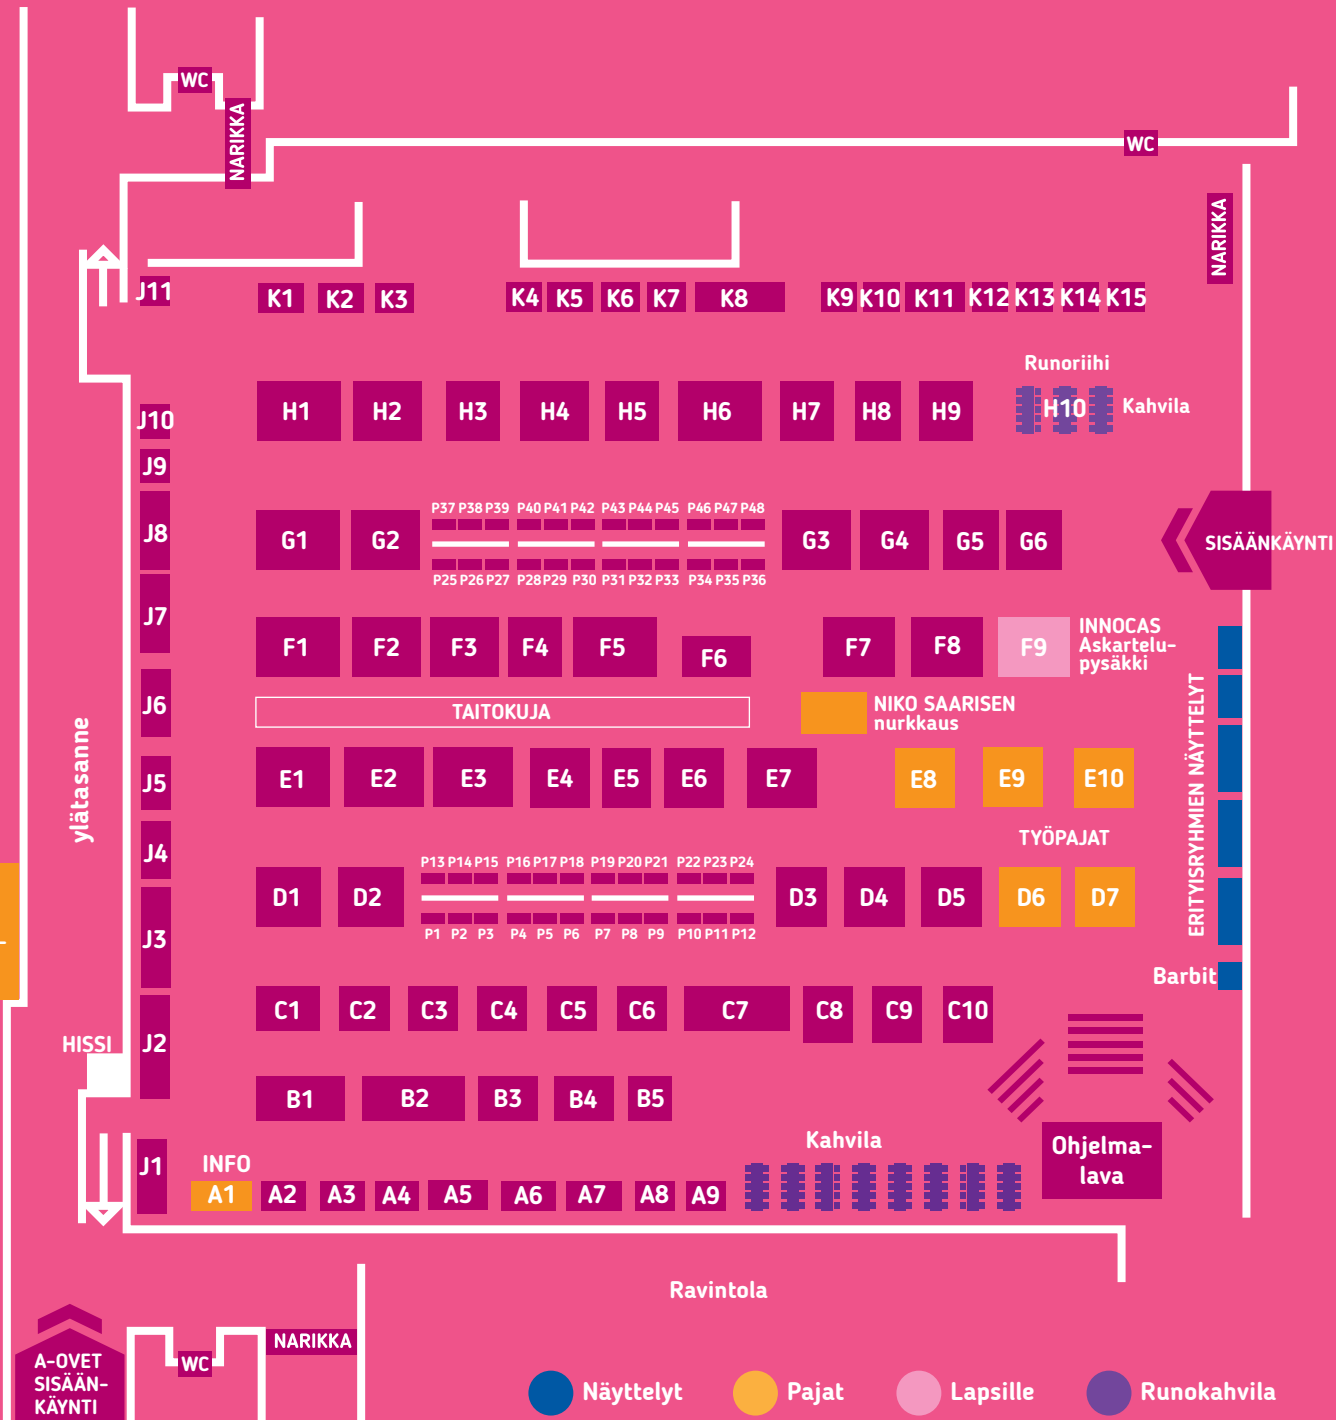 WC
NARIKKA
WC
NARIKKA
J11
K1 K2 K3 K4 K5 K6 K7 K8 K9 K10 K11 K12 K13 K14 K15
Runoriihi
J10
H1 H2 H3 H4 H5 H6 H7 H8 H9 H10 Kahvila
J9
P37 P38 P39 P40 P41 P42 P43 P44 P45 P46 P47 P48
J8
G1 G2 G3 G4 G5 G6
SISÄÄNKÄYNTI
P25 P26 P27 P28 P29 P30 P31 P32 P33 P34 P35 P36
J7
F1 F2 F3 F4 F5 F6 F7 F8 F9
INNOCAS
Askartelu-
pysäkki
J6
TAITOKUJA
NIKO SAARISEN
nurkkaus
ERITYISRYHMIEN NÄYTTELYT
ylätasanne
J5
E1 E2 E3 E4 E5 E6 E7 E8 E9 E10
TYÖPAJAT
J4
P13 P14 P15 P16 P17 P18 P19 P20 P21 P22 P23 P24
D1 D2 D3 D4 D5 D6 D7
P1 P2 P3 P4 P5 P6 P7 P8 P9 P10 P11 P12
J3
Barbit
C1 C2 C3 C4 C5 C6 C7 C8 C9 C10
HISSI
J2
B1 B2 B3 B4 B5
Kahvila
Ohjelma-
lava
J1
INFO
A1 A2 A3 A4 A5 A6 A7 A8 A9
Ravintola
NARIKKA
WC
A-OVET
SISÄÄN-
KÄYNTI
Näyttelyt Pajat Lapsille Runokahvila